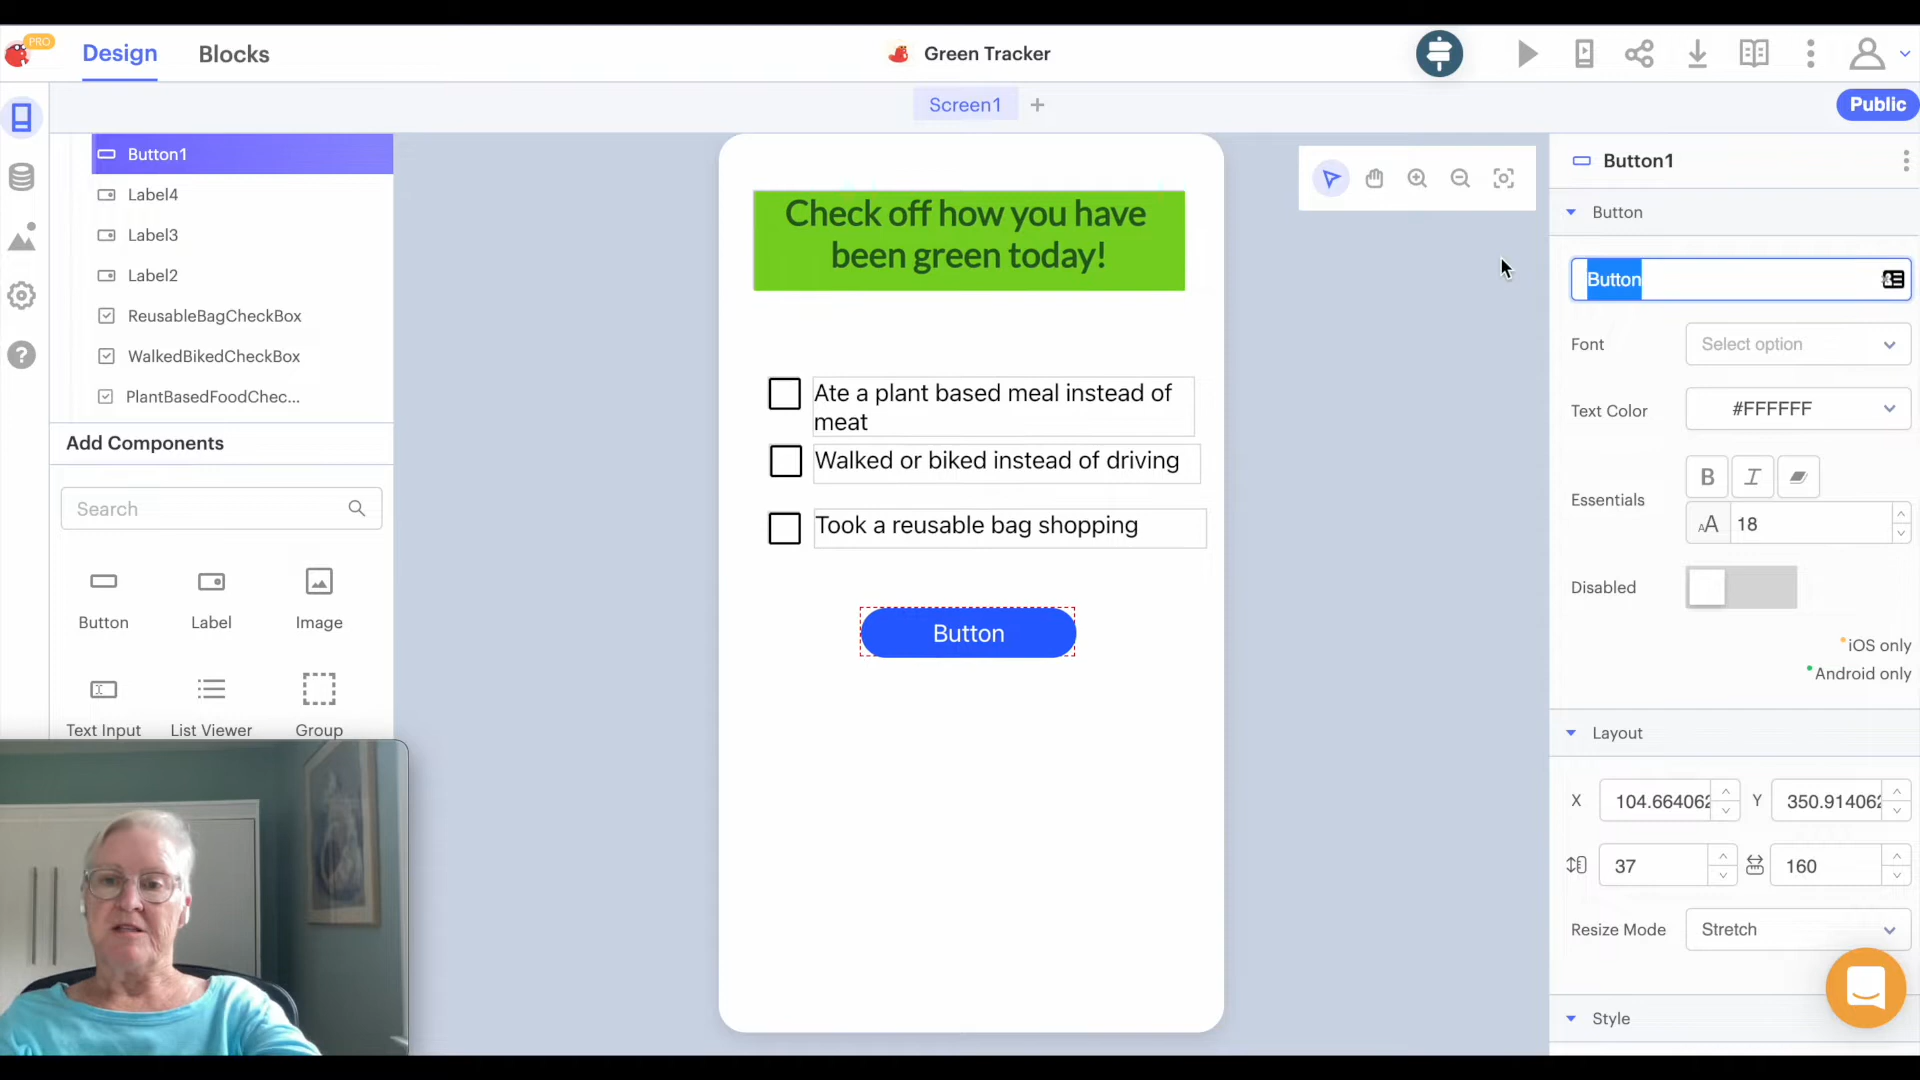 PRO
Design
Blocks
Green Tracker
Screen1
Public
Button1
Label4
Label3
Label2
ReusableBagCheckBox
WalkedBikedCheckBox
PlantBasedFoodChec...
Add Components
Search
Button
Label
Image
Text Input
List Viewer
Group
Check off how you have
been green today!
Ate a plant based meal instead of
meat
Walked or biked instead of driving
Took a reusable bag shopping
Button
Button1
Button
Button
Font
Select option
Text Color
#FFFFFF
Essentials
B I
AA 18
Disabled
*iOS only
*Android only
Layout
X 104.664062
Y 350.914062
37
160
Resize Mode
Stretch
Style